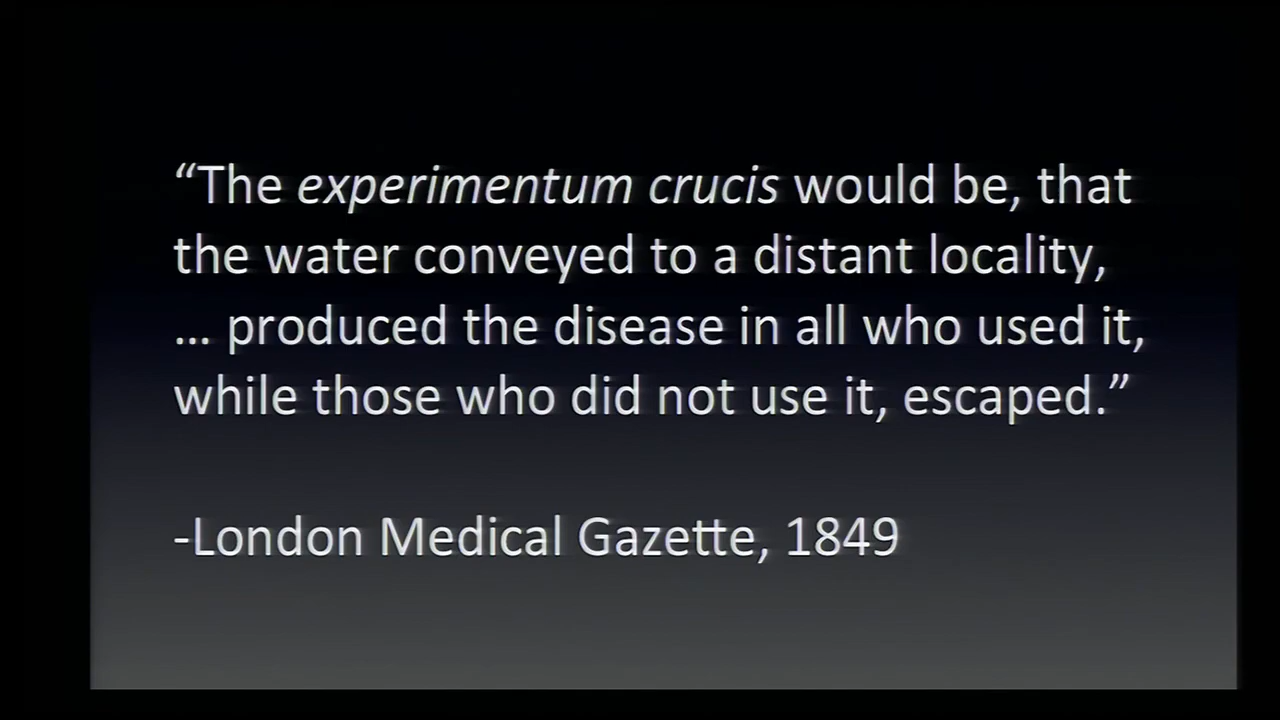 “The experimentum crucis would be, that
the water conveyed to a distant locality,
... produced the disease in all who used it,
while those who did not use it, escaped.”
-London Medical Gazette, 1849